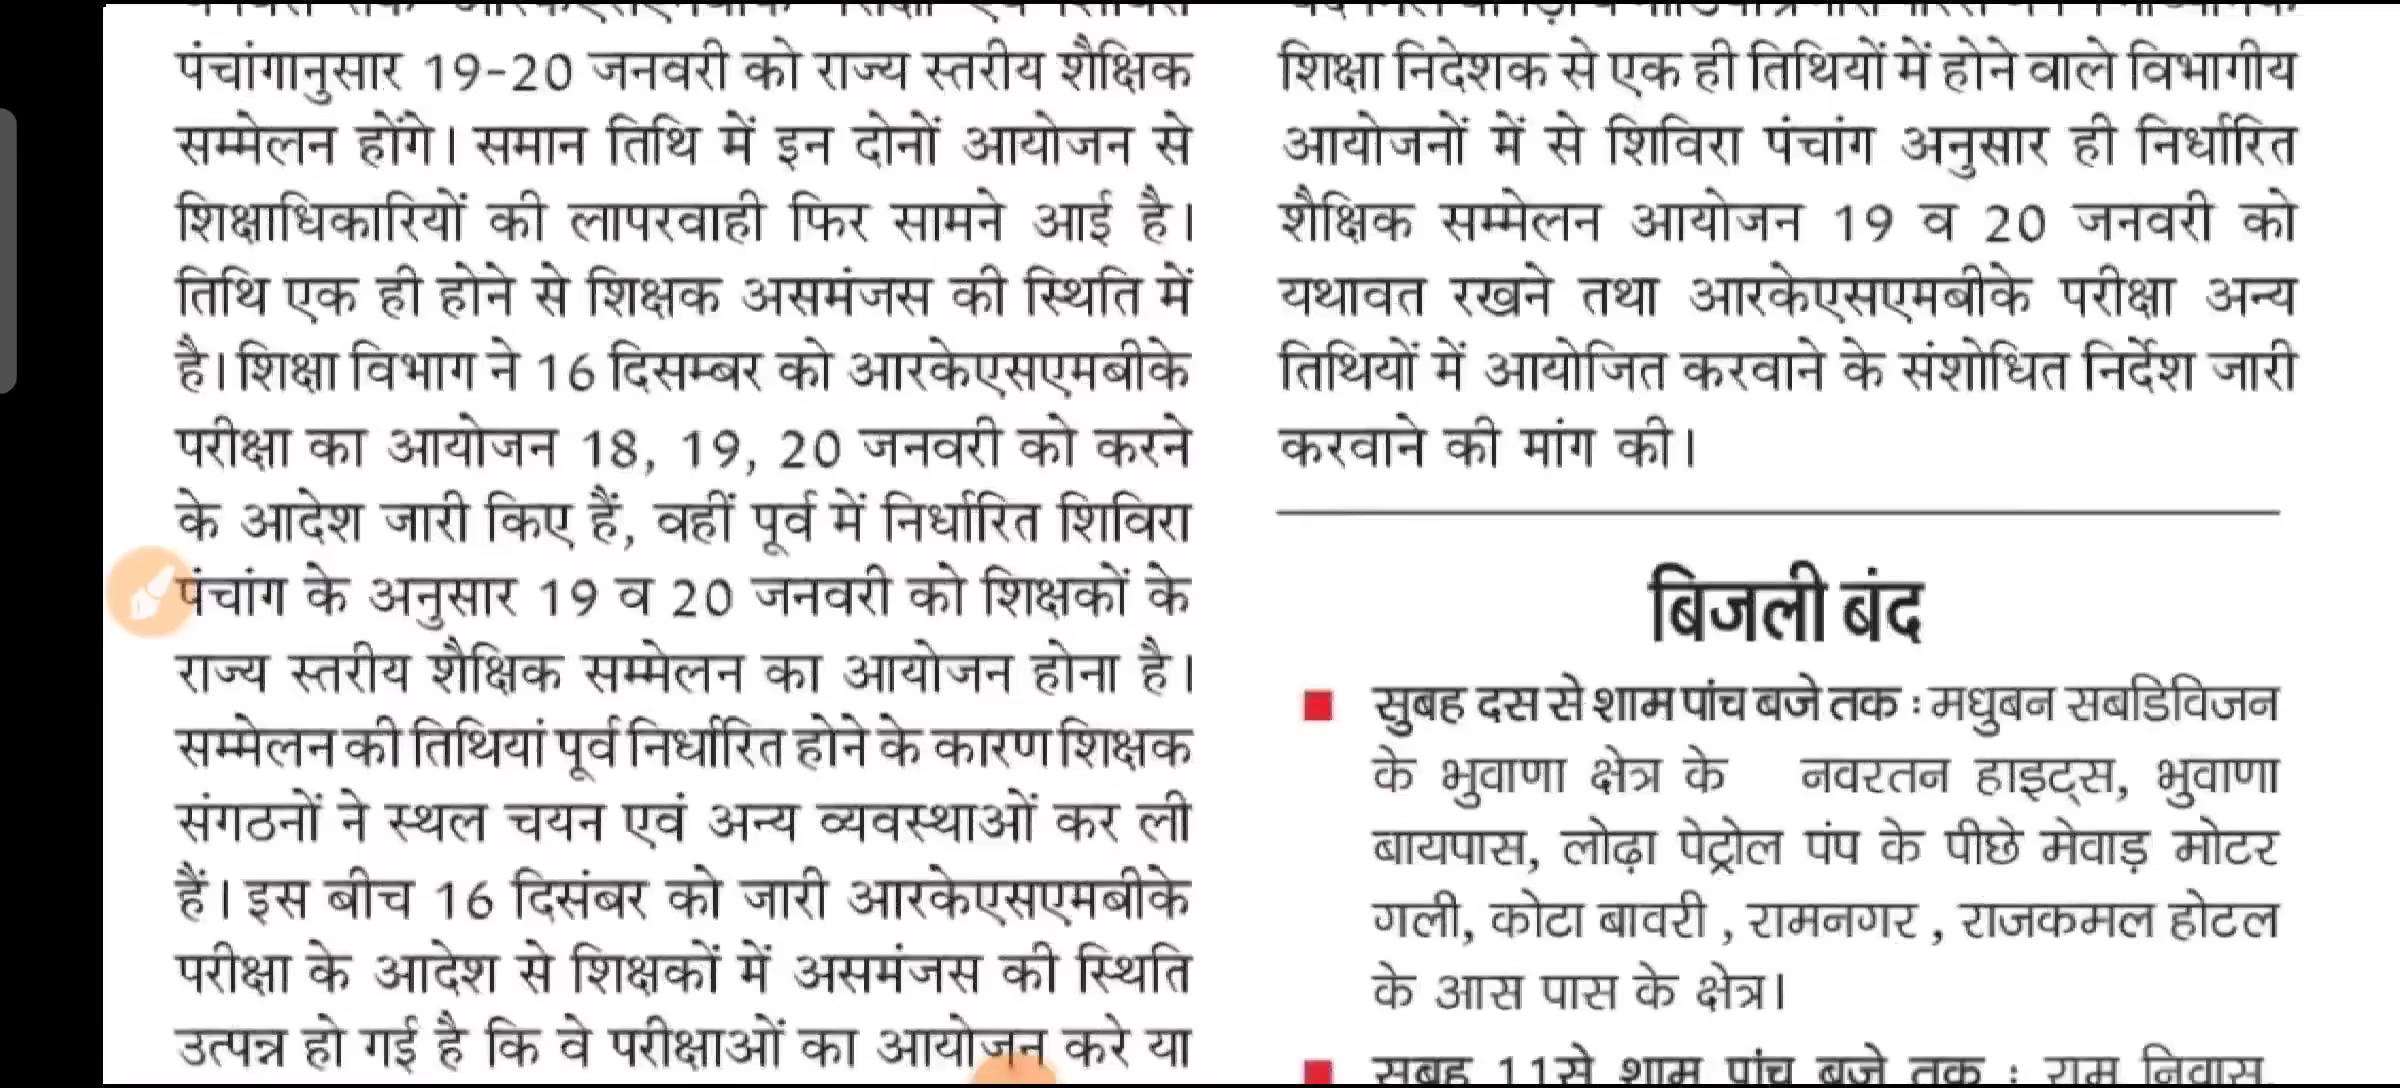 पंचांगानुसार 19-20 जनवरी को राज्य स्तरीय शैक्षिक
सम्मेलन होंगे। समान तिथि में इन दोनों आयोजन से
शिक्षाधिकारियों की लापरवाही फिर सामने आई है।
तिथि एक ही होने से शिक्षक असमंजस की स्थिति में
है। शिक्षा विभाग ने 16 दिसम्बर को आरकेएसएमबीके
परीक्षा का आयोजन 18, 19, 20 जनवरी को करने
के आदेश जारी किए हैं, वहीं पूर्व में निर्धारित शिविरा
पंचांग के अनुसार 19 व 20 जनवरी को शिक्षकों के
राज्य स्तरीय शैक्षिक सम्मेलन का आयोजन होना है।
सम्मेलन की तिथियां पूर्व निर्धारित होने के कारण शिक्षक
संगठनों ने स्थल चयन एवं अन्य व्यवस्थाओं कर ली
हैं। इस बीच 16 दिसंबर को जारी आरकेएसएमबीके
परीक्षा के आदेश से शिक्षकों में असमंजस की स्थिति
उत्पन्न हो गई है कि वे परीक्षाओं का आयोजन करे या
शिक्षा निदेशक से एक ही तिथियों में होने वाले विभागीय
आयोजनों में से शिविरा पंचांग अनुसार ही निर्धारित
शैक्षिक सम्मेलन आयोजन 19 व 20 जनवरी को
यथावत रखने तथा आरकेएसएमबीके परीक्षा अन्य
तिथियों में आयोजित करवाने के संशोधित निर्देश जारी
करवाने की मांग की।
बिजली बंद
सुबह दस से शाम पांच बजे तक : मधुबन सबडिविजन
के भुवाणा क्षेत्र के नवरतन हाइट्स, भुवाणा
बायपास, लोढ़ा पेट्रोल पंप के पीछे मेवाड़ मोटर
गली, कोटा बावरी , रामनगर , राजकमल होटल
के आस पास के क्षेत्र।
सुबह 11से शाम पांच बजे तक : राम निवास